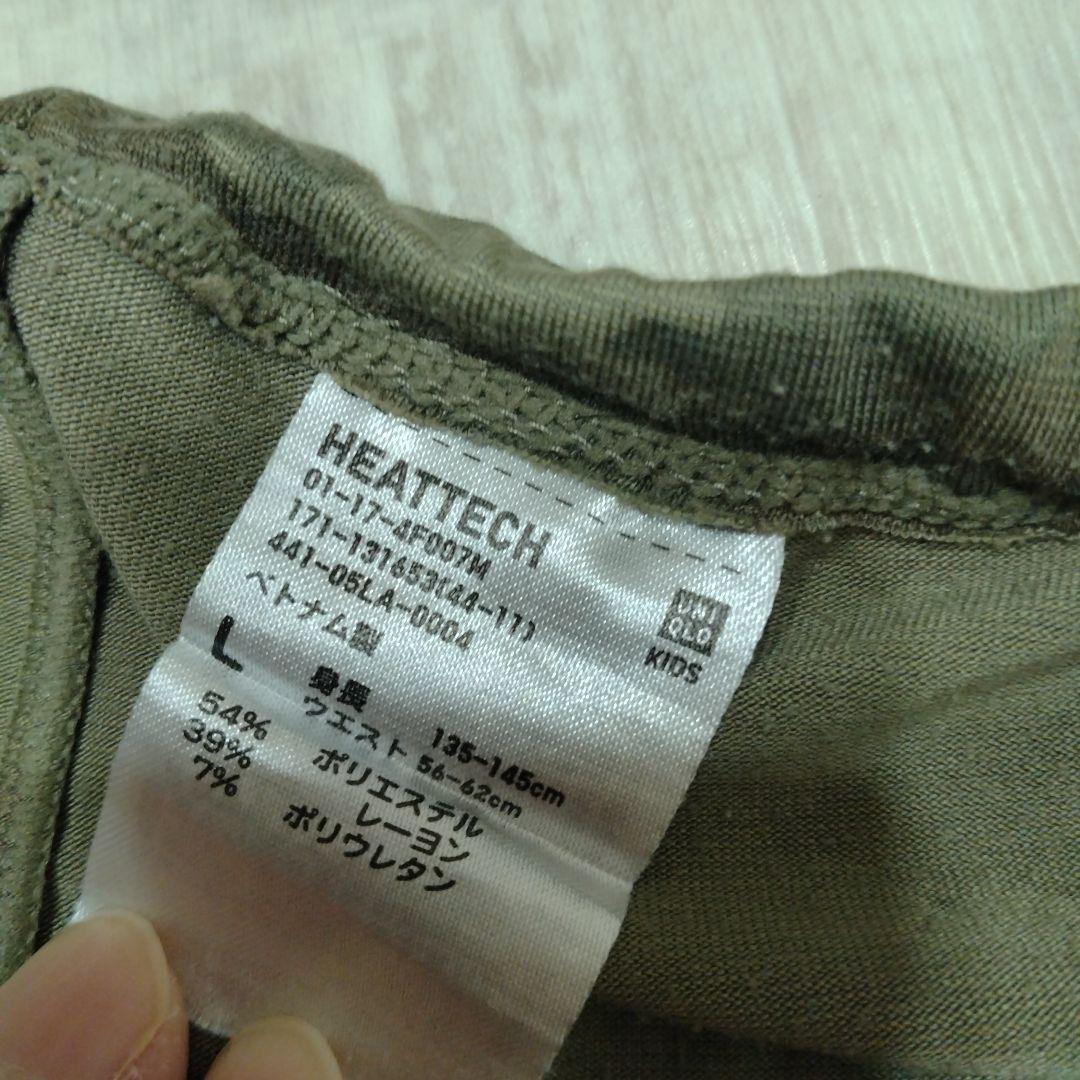 HEATTECH
01-17-4F007M
171-131653(44-11)
441-05LA-0004
ベトナム製
UNI
QLO
KIDS
L
身長 135-145cm
ウエスト 56-62cm
54% ポリエステル
39% レーヨン
7% ポリウレタン